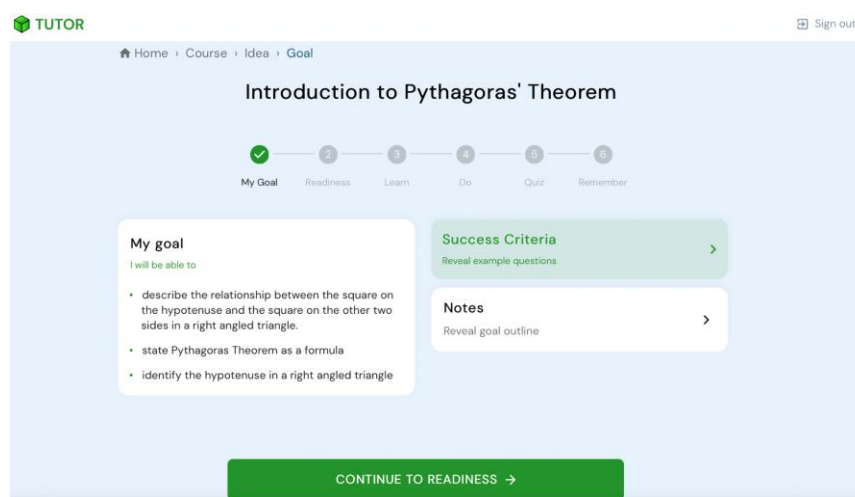 TUTOR
Sign out
Home › Course › Idea › Goal
Introduction to Pythagoras' Theorem
2 3 4 5 6
My Goal Readiness Learn Do Quiz Remember
My goal
I will be able to
• describe the relationship between the square on
the hypotenuse and the square on the other two
sides in a right angled triangle.
• state Pythagoras Theorem as a formula
• identify the hypotenuse in a right angled triangle
Success Criteria
Reveal example questions
Notes
Reveal goal outline
CONTINUE TO READINESS →